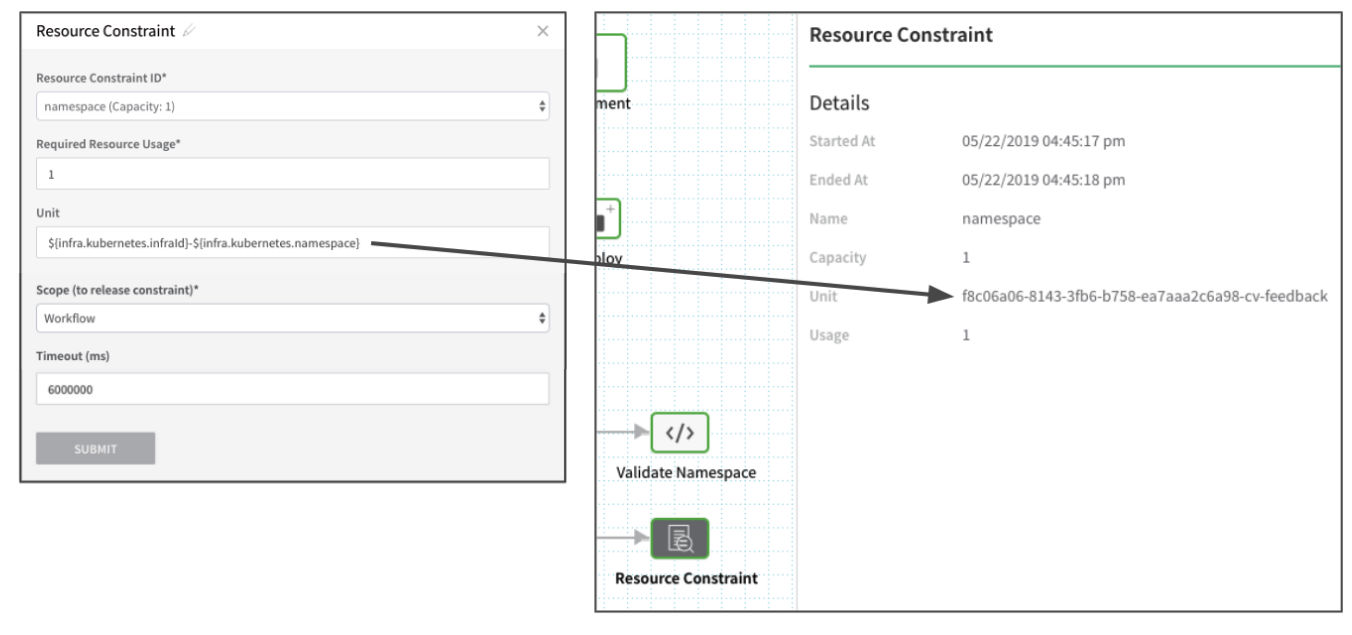 Resource Constraint
Resource Constraint ID*
namespace (Capacity: 1)
Required Resource Usage*
1
Unit
${infra.kubernetes.infraId}-${infra.kubernetes.namespace}
Scope (to release constraint)*
Workflow
Timeout (ms)
6000000
SUBMIT
ment
ploy
</>
Validate Namespace
Resource Constraint
Resource Constraint
Details
Started At 05/22/2019 04:45:17 pm
Ended At 05/22/2019 04:45:18 pm
Name namespace
Capacity 1
Unit f8c06a06-8143-3fb6-b758-ea7aaa2c6a98-cv-feedback
Usage 1